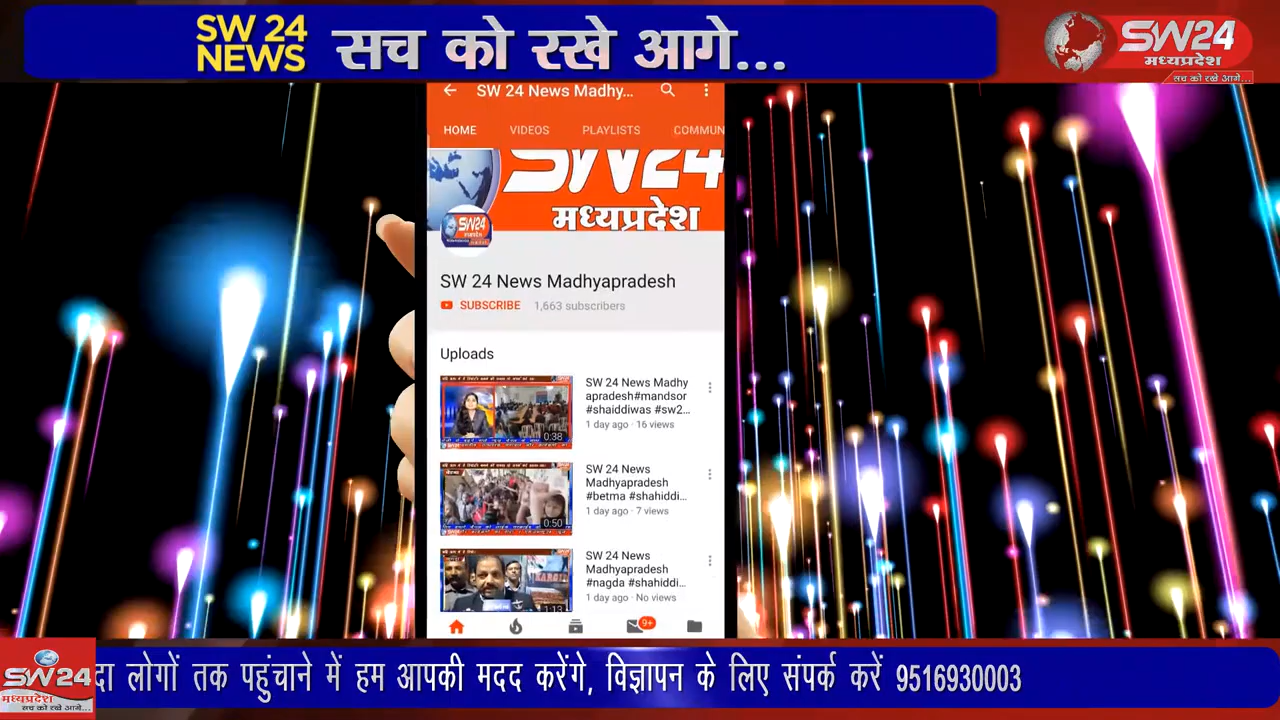 SW 24
NEWS
सच को रखे आगे...
SW24
मध्यप्रदेश
सच को रखे आगे...
SW 24 News Madhy...
HOME VIDEOS PLAYLISTS COMMUN
SW24
मध्यप्रदेश
SW24
SW 24 News Madhyapradesh
SUBSCRIBE 1,663 subscribers
Uploads
SW 24 News Madhy
apradesh#mandsor
#shaiddiwas #sw2...
1 day ago · 16 views
0:38
SW 24 News
Madhyapradesh
#betma #shahiddi...
1 day ago · 7 views
0:50
SW 24 News
Madhyapradesh
#nagda #shahiddi...
1 day ago · No views
1:13
9+
SW24
मध्यप्रदेश
सच को रखे आगे...
दा लोगों तक पहुंचाने में हम आपकी मदद करेंगे, विज्ञापन के लिए संपर्क करें 9516930003